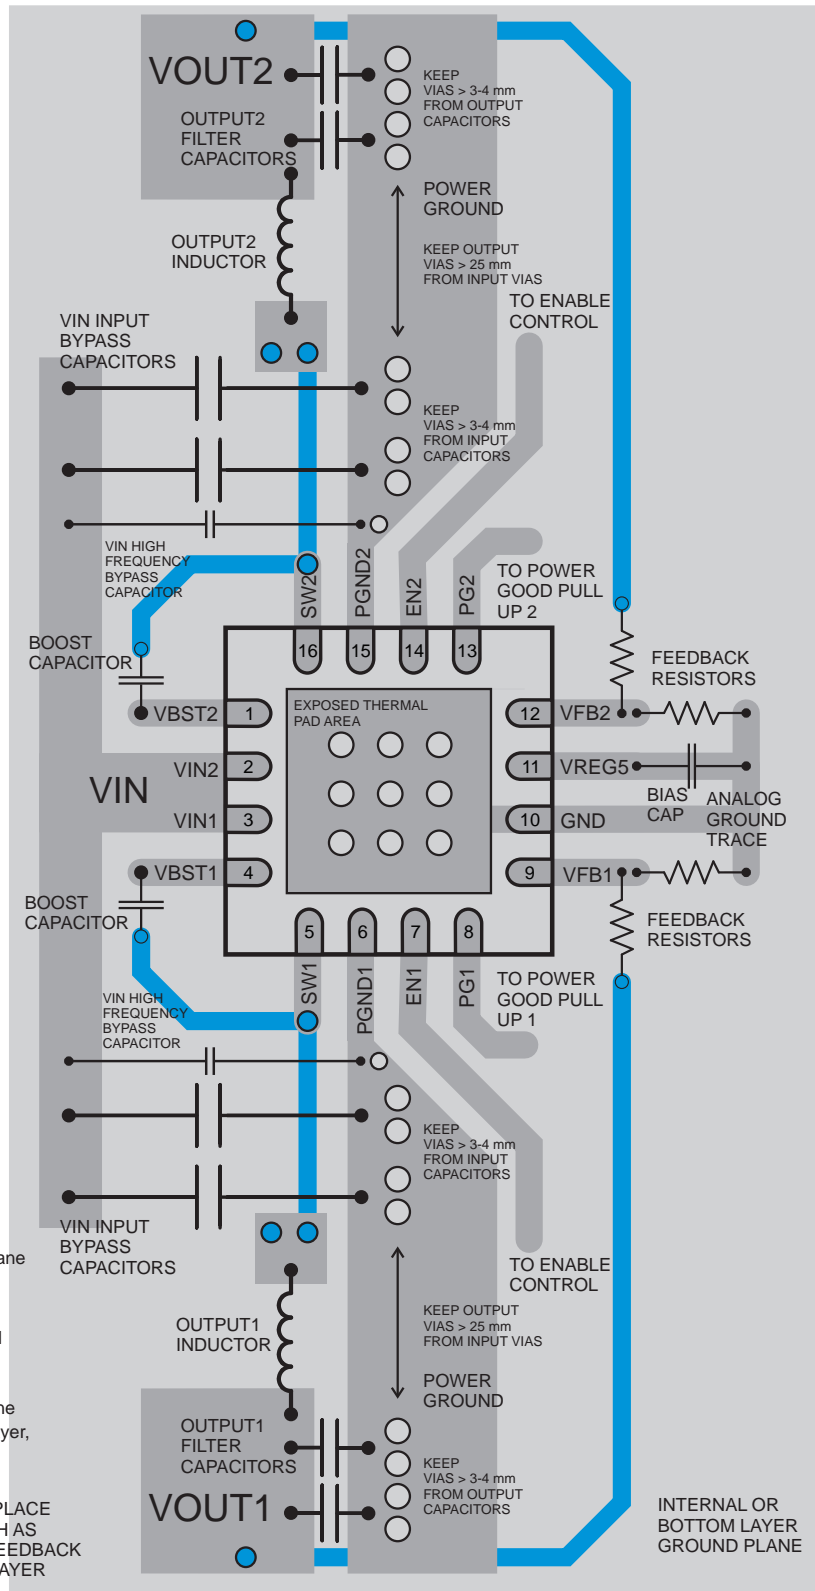 VOUT2
KEEP
VIAS > 3-4 mm
FROM OUTPUT
CAPACITORS
OUTPUT2
FILTER
CAPACITORS
POWER
GROUND
OUTPUT2
INDUCTOR
KEEP OUTPUT
VIAS > 25 mm
FROM INPUT VIAS
TO ENABLE
CONTROL
VIN INPUT
BYPASS
CAPACITORS
KEEP
VIAS > 3-4 mm
FROM INPUT
CAPACITORS
VIN HIGH
FREQUENCY
BYPASS
CAPACITOR
SW2
PGND2
EN2
PG2
TO POWER
GOOD PULL
UP 2
BOOST
CAPACITOR
16
15
14
13
FEEDBACK
RESISTORS
VBST2
1
EXPOSED THERMAL
PAD AREA
12
VFB2
VIN2
2
11
VREG5
VIN
BIAS
CAP
ANALOG
GROUND
TRACE
VIN1
3
10
GND
VBST1
4
9
VFB1
BOOST
CAPACITOR
5
6
7
8
FEEDBACK
RESISTORS
SW1
PGND1
EN1
PG1
TO POWER
GOOD PULL
UP 1
VIN HIGH
FREQUENCY
BYPASS
CAPACITOR
KEEP
VIAS > 3-4 mm
FROM INPUT
CAPACITORS
VIN INPUT
BYPASS
CAPACITORS
ane
TO ENABLE
CONTROL
OUTPUT1
INDUCTOR
KEEP OUTPUT
VIAS > 25 mm
FROM INPUT VIAS
POWER
GROUND
ne
yer,
OUTPUT1
FILTER
CAPACITORS
KEEP
VIAS > 3-4 mm
FROM OUTPUT
CAPACITORS
VOUT1
PLACE
H AS
EEDBACK
AYER
INTERNAL OR
BOTTOM LAYER
GROUND PLANE